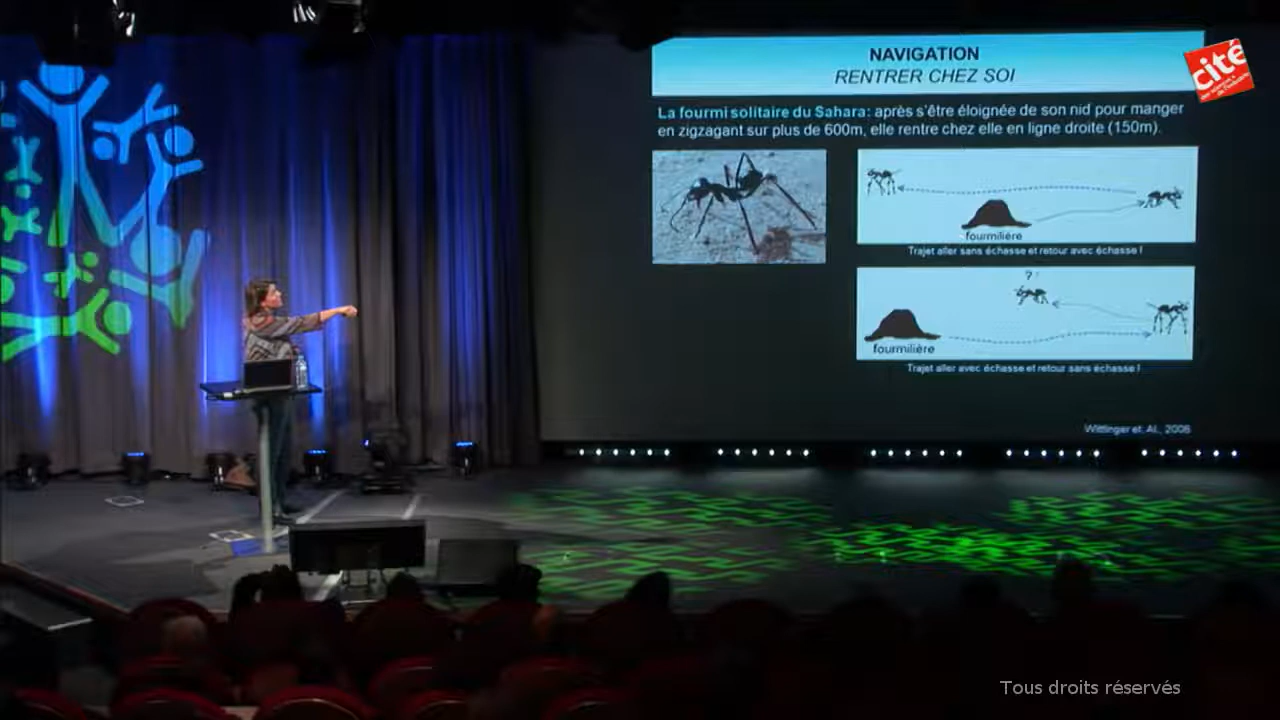 NAVIGATION
RENTRER CHEZ SOI
cité
La fourmi solitaire du Sahara: après s'être éloignée de son nid pour manger
en zigzagant sur plus de 600m, elle rentre chez elle en ligne droite (150m).
fourmilière
Trajet aller sans échasse et retour avec échasse !
?
fourmilière
Trajet aller avec échasse et retour sans échasse !
Wittlinger et. Al., 2006
Tous droits réservés